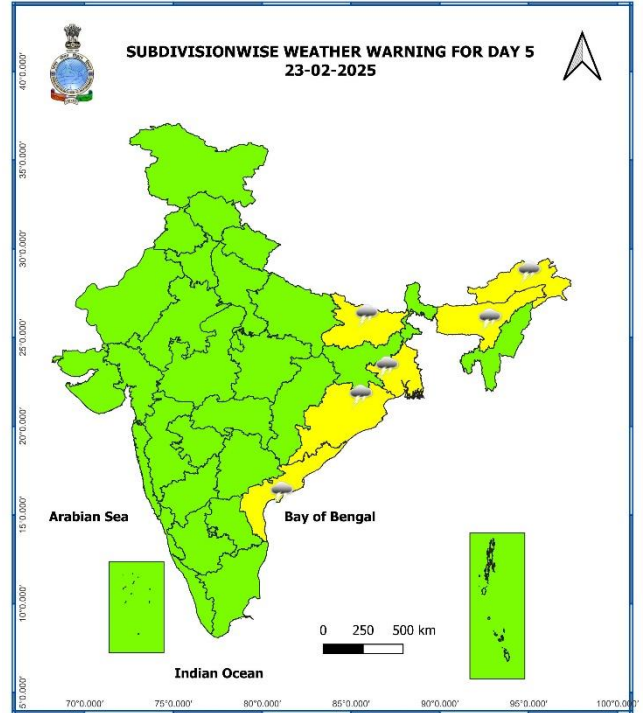 SUBDIVISIONWISE WEATHER WARNING FOR DAY 5
23-02-2025
40°0.000'
35°0.000'
30°0.000'
25°0.000'
20°0.000'
15°0.000'
10°0.000'
5°0.000'
Arabian Sea
Bay of Bengal
0 250 500 km
Indian Ocean
70°0.000' 75°0.000' 80°0.000' 85°0.000' 90°0.000' 95°0.000' 100°0.000'